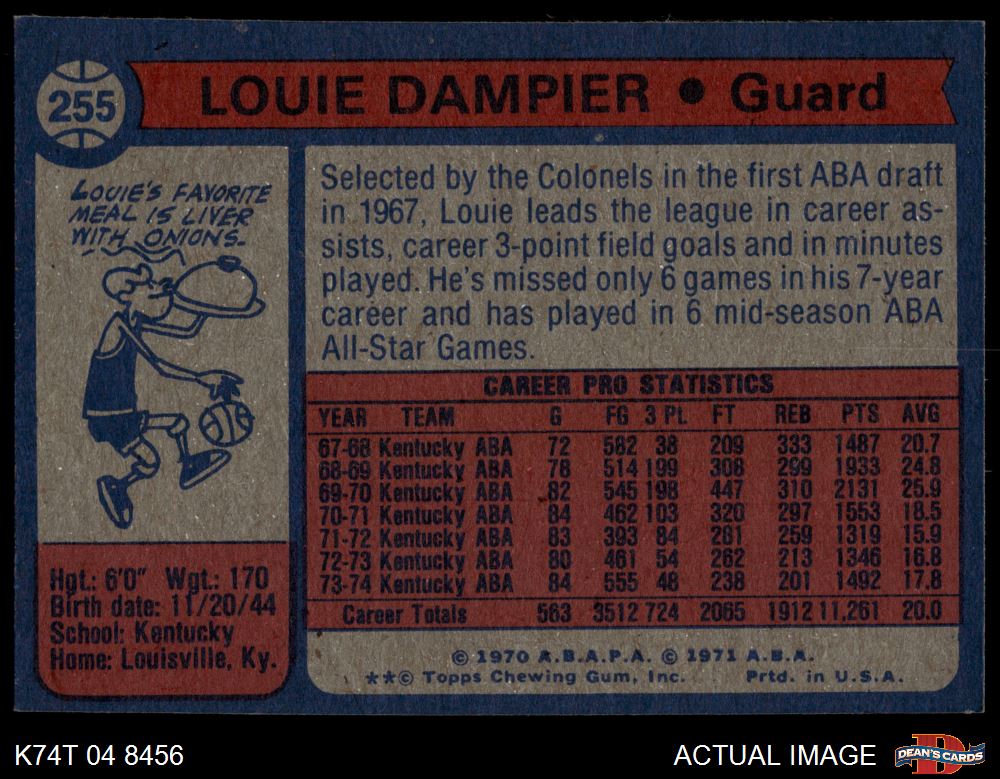 255
LOUIE DAMPIER • Guard
LOUIE'S FAVORITE
MEAL IS LIVER
WITH ONIONS.
Selected by the Colonels in the first ABA draft
in 1967, Louie leads the league in career as-
sists, career 3-point field goals and in minutes
played. He's missed only 6 games in his 7-year
career and has played in 6 mid-season ABA
All-Star Games.
CAREER PRO STATISTICS
YEAR TEAM G FG 3 Pt. FT REB PTS AVG
67-68 Kentucky ABA 72 582 38 209 333 1487 20.7
68-69 Kentucky ABA 78 514 199 308 299 1933 24.8
69-70 Kentucky ABA 82 545 198 447 310 2131 25.9
70-71 Kentucky ABA 84 462 103 320 297 1553 18.5
71-72 Kentucky ABA 83 393 84 281 259 1319 15.9
72-73 Kentucky ABA 80 461 54 262 213 1346 16.8
73-74 Kentucky ABA 84 555 48 238 201 1492 17.8
Career Totals 563 3512 724 2065 1912 11,261 20.0
Hgt.: 6'0" Wgt.: 170
Birth date: 11/20/44
School: Kentucky
Home: Louisville, Ky.
© 1970 A.B.A.P.A. © 1971 A.B.A.
**© Topps Chewing Gum, Inc. Prtd. in U.S.A.
K74T 04 8456
ACTUAL IMAGE
DEAN'S CARDS